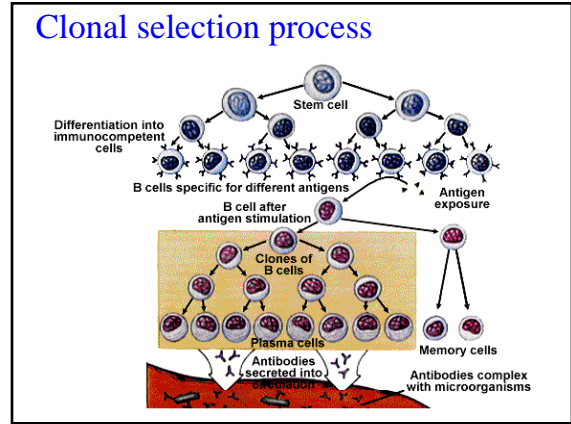 Clonal selection process
Stem cell
Differentiation into
immunocompetent
cells
B cells specific for different antigens
Antigen
exposure
B cell after
antigen stimulation
Clones of
B cells
Plasma cells
Memory cells
Antibodies
secreted into
circulation
Antibodies complex
with microorganisms